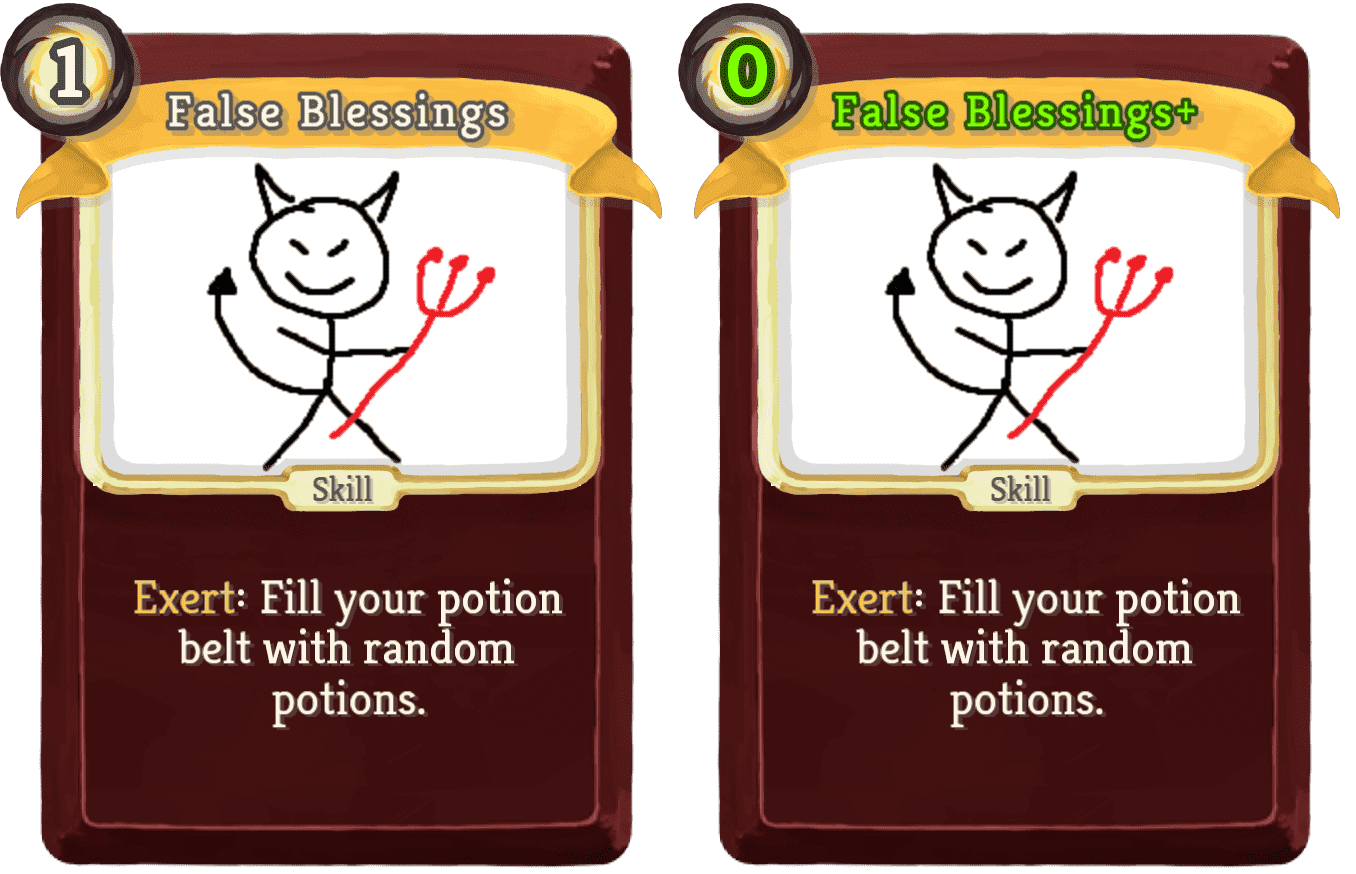 1
False Blessings
Skill
Exert: Fill your potion
belt with random
potions.
0
False Blessings+
Skill
Exert: Fill your potion
belt with random
potions.